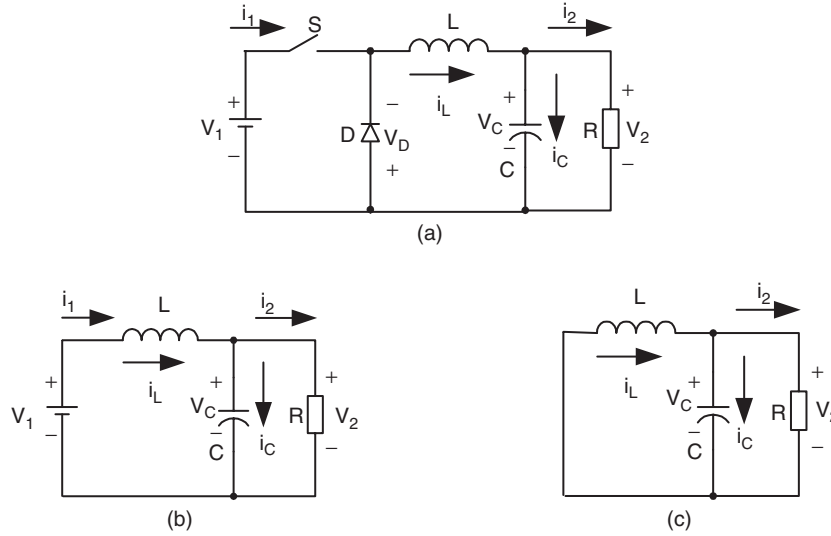 i1 S L i2
+ V1 −
− D VD +
iL
+ VC − C iC
+ R V2 −
(a)
i1 L i2
+ V1 −
iL
+ VC − C iC
+ R V2 −
(b)
L i2
iL
+ VC − C iC
+ R V2 −
(c)